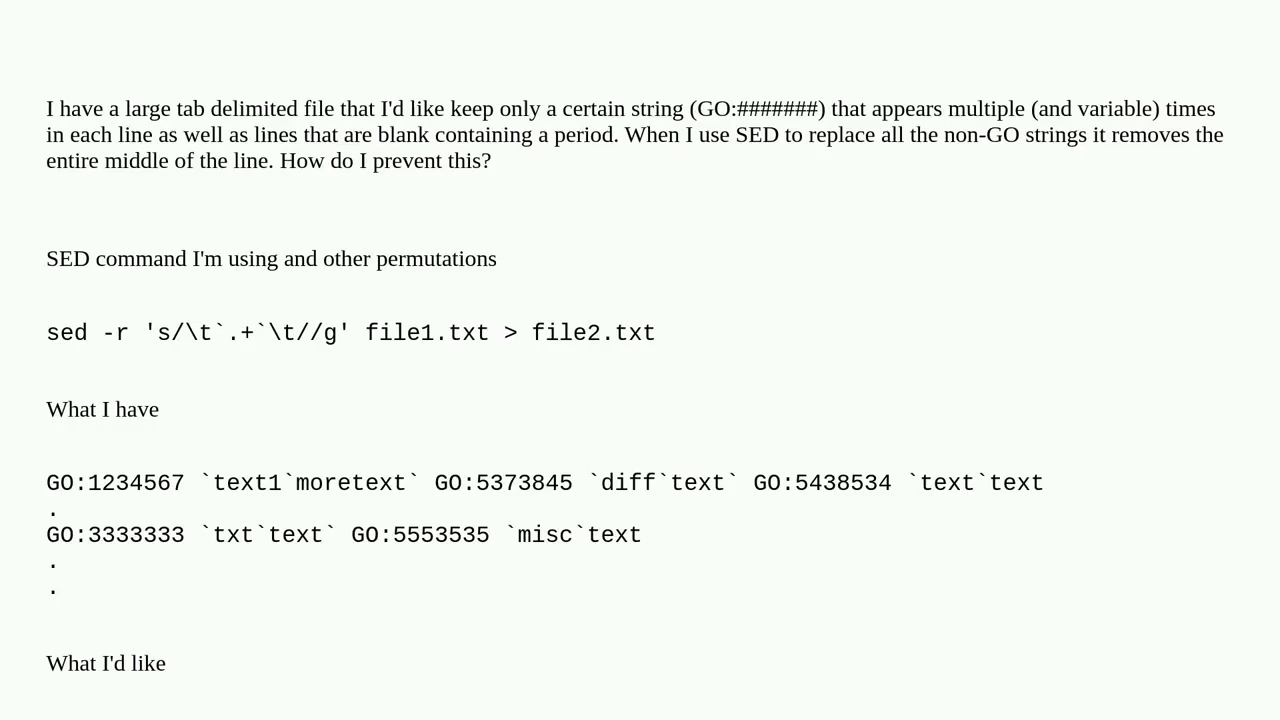 I have a large tab delimited file that I'd like keep only a certain string (GO:#######) that appears multiple (and variable) times
in each line as well as lines that are blank containing a period. When I use SED to replace all the non-GO strings it removes the
entire middle of the line. How do I prevent this?
SED command I'm using and other permutations
sed -r 's/\t`.+`\t//g' file1.txt > file2.txt
What I have
GO:1234567 `text1`moretext` GO:5373845 `diff`text` GO:5438534 `text`text
.
GO:3333333 `txt`text` GO:5553535 `misc`text
.
.
What I'd like